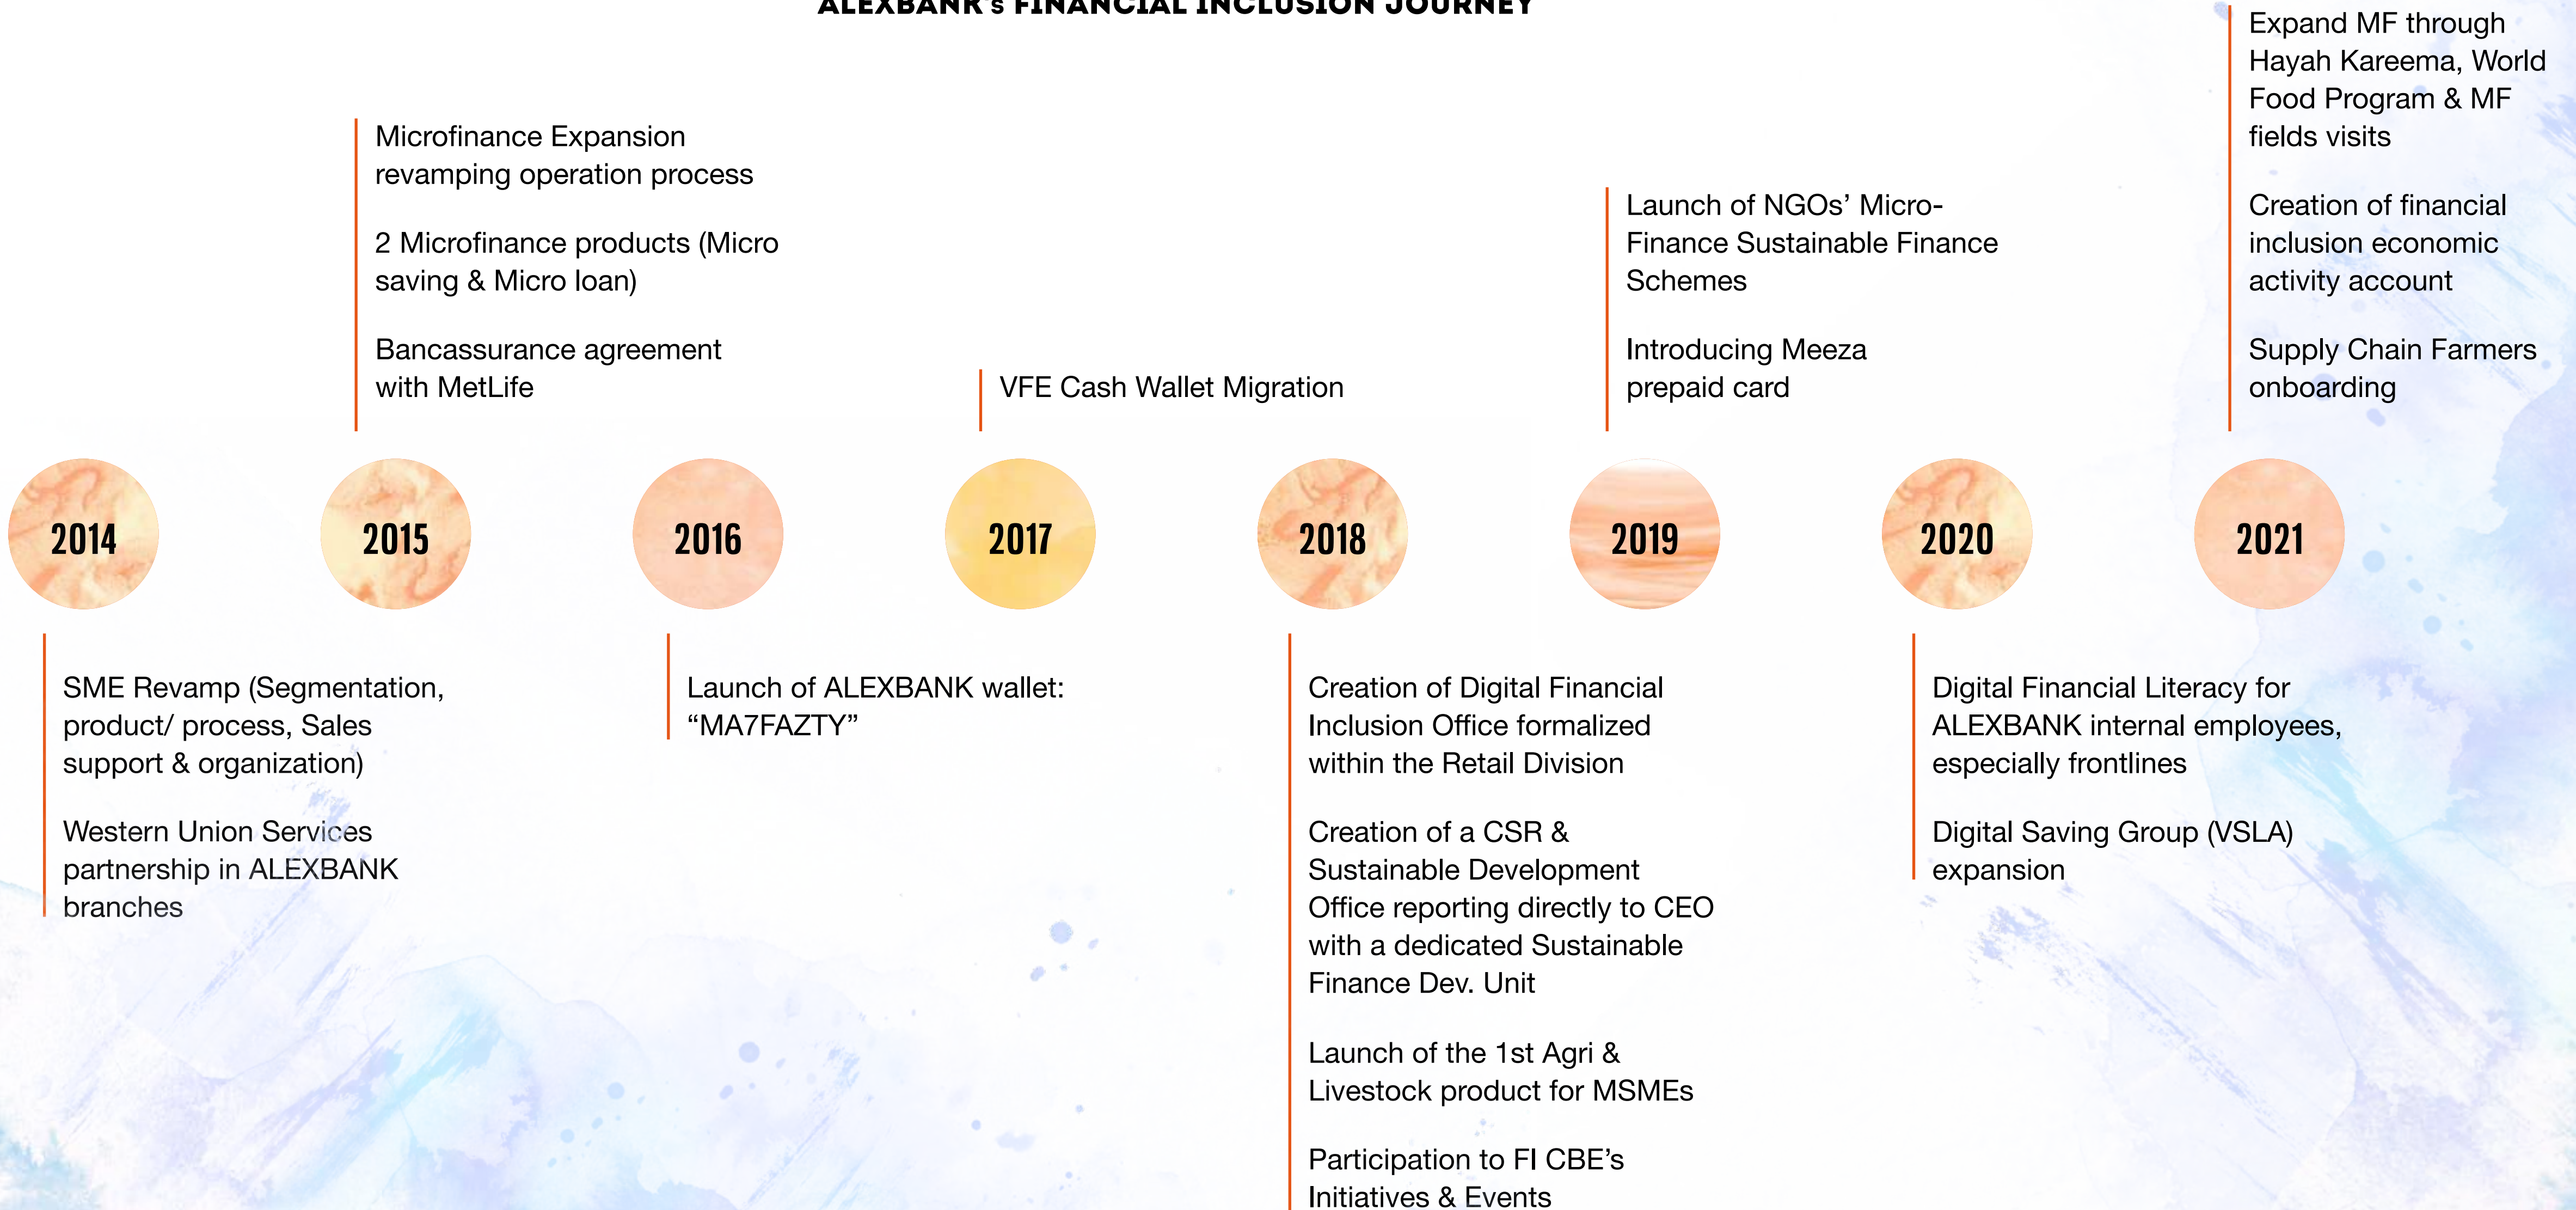 ALEXBANK's FINANCIAL INCLUSION JOURNEY
Microfinance Expansion
revamping operation process
2 Microfinance products (Micro
saving & Micro loan)
Bancassurance agreement
with MetLife
VFE Cash Wallet Migration
Launch of NGOs’ Micro-
Finance Sustainable Finance
Schemes
Introducing Meeza
prepaid card
Expand MF through
Hayah Kareema, World
Food Program & MF
fields visits
Creation of financial
inclusion economic
activity account
Supply Chain Farmers
onboarding
2014
2015
2016
2017
2018
2019
2020
2021
SME Revamp (Segmentation,
product/ process, Sales
support & organization)
Western Union Services
partnership in ALEXBANK
branches
Launch of ALEXBANK wallet:
“MA7FAZTY”
Creation of Digital Financial
Inclusion Office formalized
within the Retail Division
Creation of a CSR &
Sustainable Development
Office reporting directly to CEO
with a dedicated Sustainable
Finance Dev. Unit
Launch of the 1st Agri &
Livestock product for MSMEs
Participation to FI CBE’s
Initiatives & Events
Digital Financial Literacy for
ALEXBANK internal employees,
especially frontlines
Digital Saving Group (VSLA)
expansion